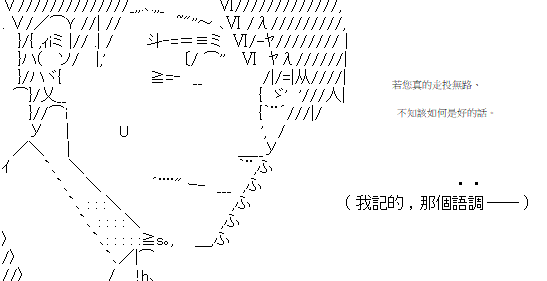 若您真的走投無路、
不知該如何是好的話。
（我記的，那個語調——）